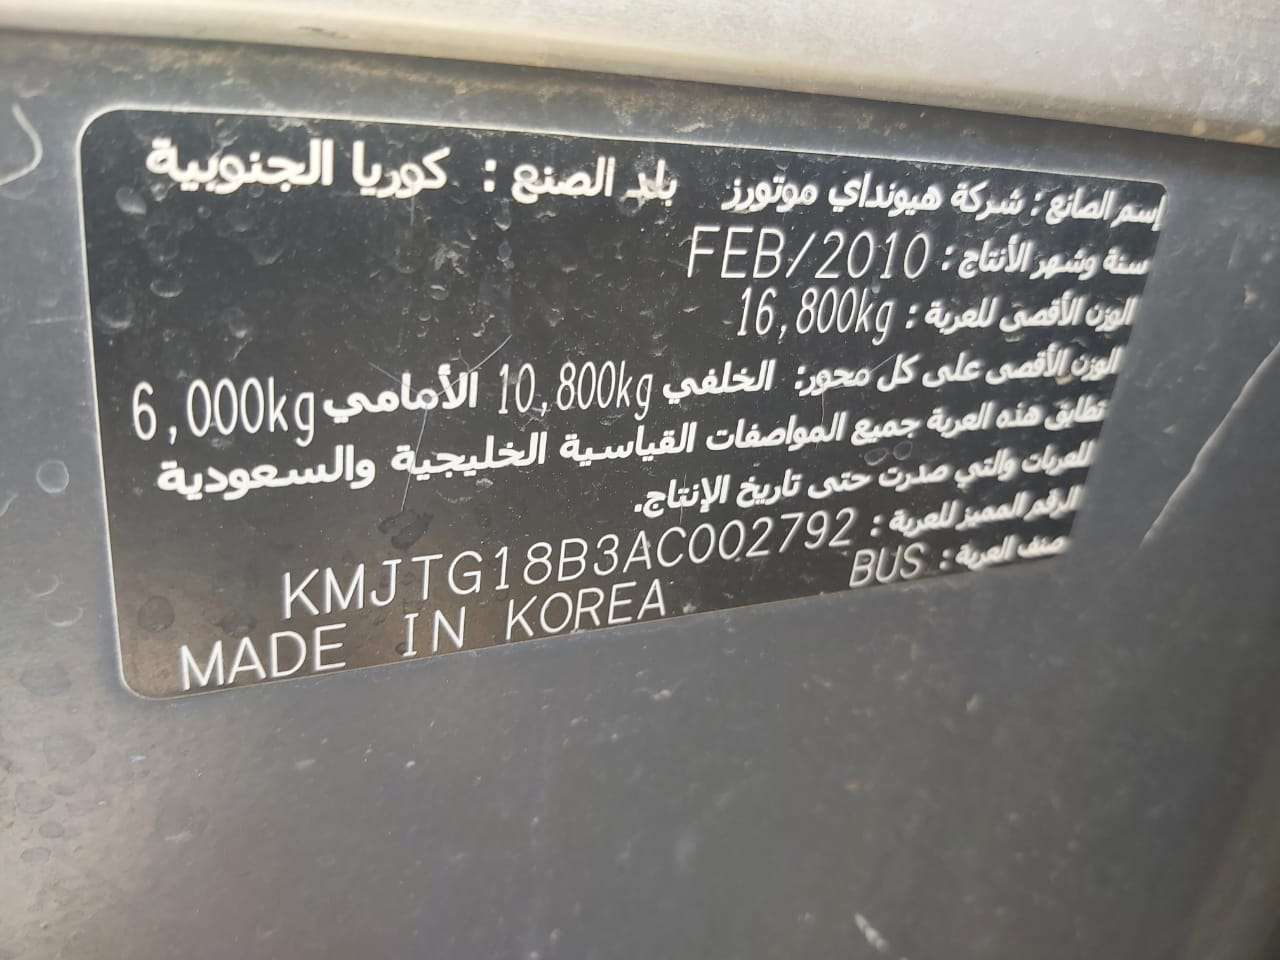 إسم الصانع : شركة هيونداي موتورز بلد الصنع : كوريا الجنوبية
سنة وشهر الأنتاج : FEB/2010
الوزن الأقصى للعربة : 16,800kg
الوزن الأقصى على كل محور: الخلفي 10,800kg الأمامي 6,000kg
تطابق هذه العربة جميع المواصفات القياسية الخليجية والسعودية
للعربات والتي صدرت حتى تاريخ الإنتاج.
الرقم المميز للعربة : KMJTG18B3AC002792
صنف العربة : BUS
MADE IN KOREA